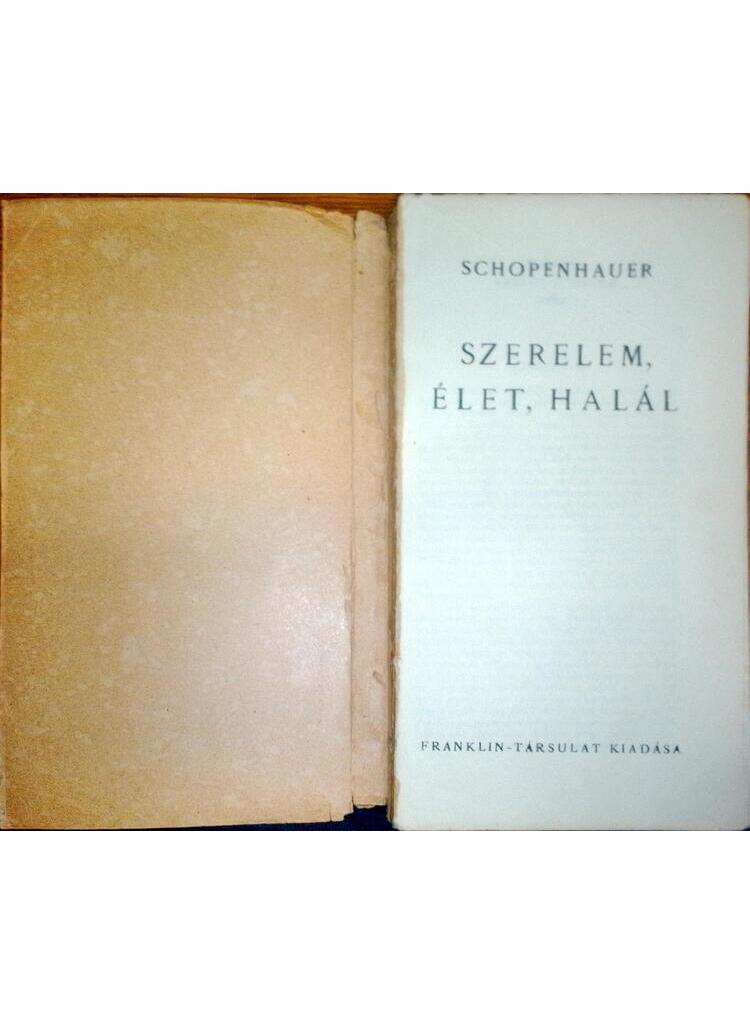 SCHOPENHAUER
SZERELEM,
ÉLET, HALÁL
FRANKLIN-TÁRSULAT KIADÁSA